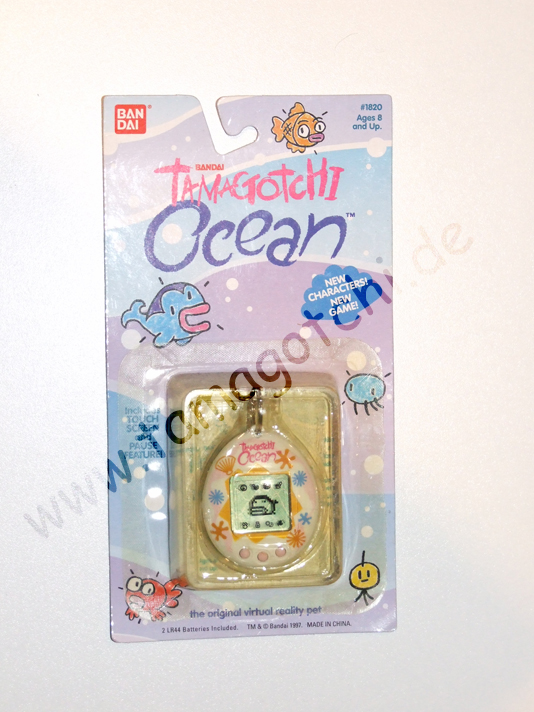 BAN
DAI
#1820
Ages 8
and Up.
BANDAI
TAMAGOTCHI
Ocean™
NEW
CHARACTERS!
NEW
GAME!
Includes
TOUCH
SCREEN
and
PAUSE
FEATURE!
TAMAGOTCHI
Ocean
the original virtual reality pet
2 LR44 Batteries Included. TM & © Bandai 1997. MADE IN CHINA.
www.tamagotchi.de